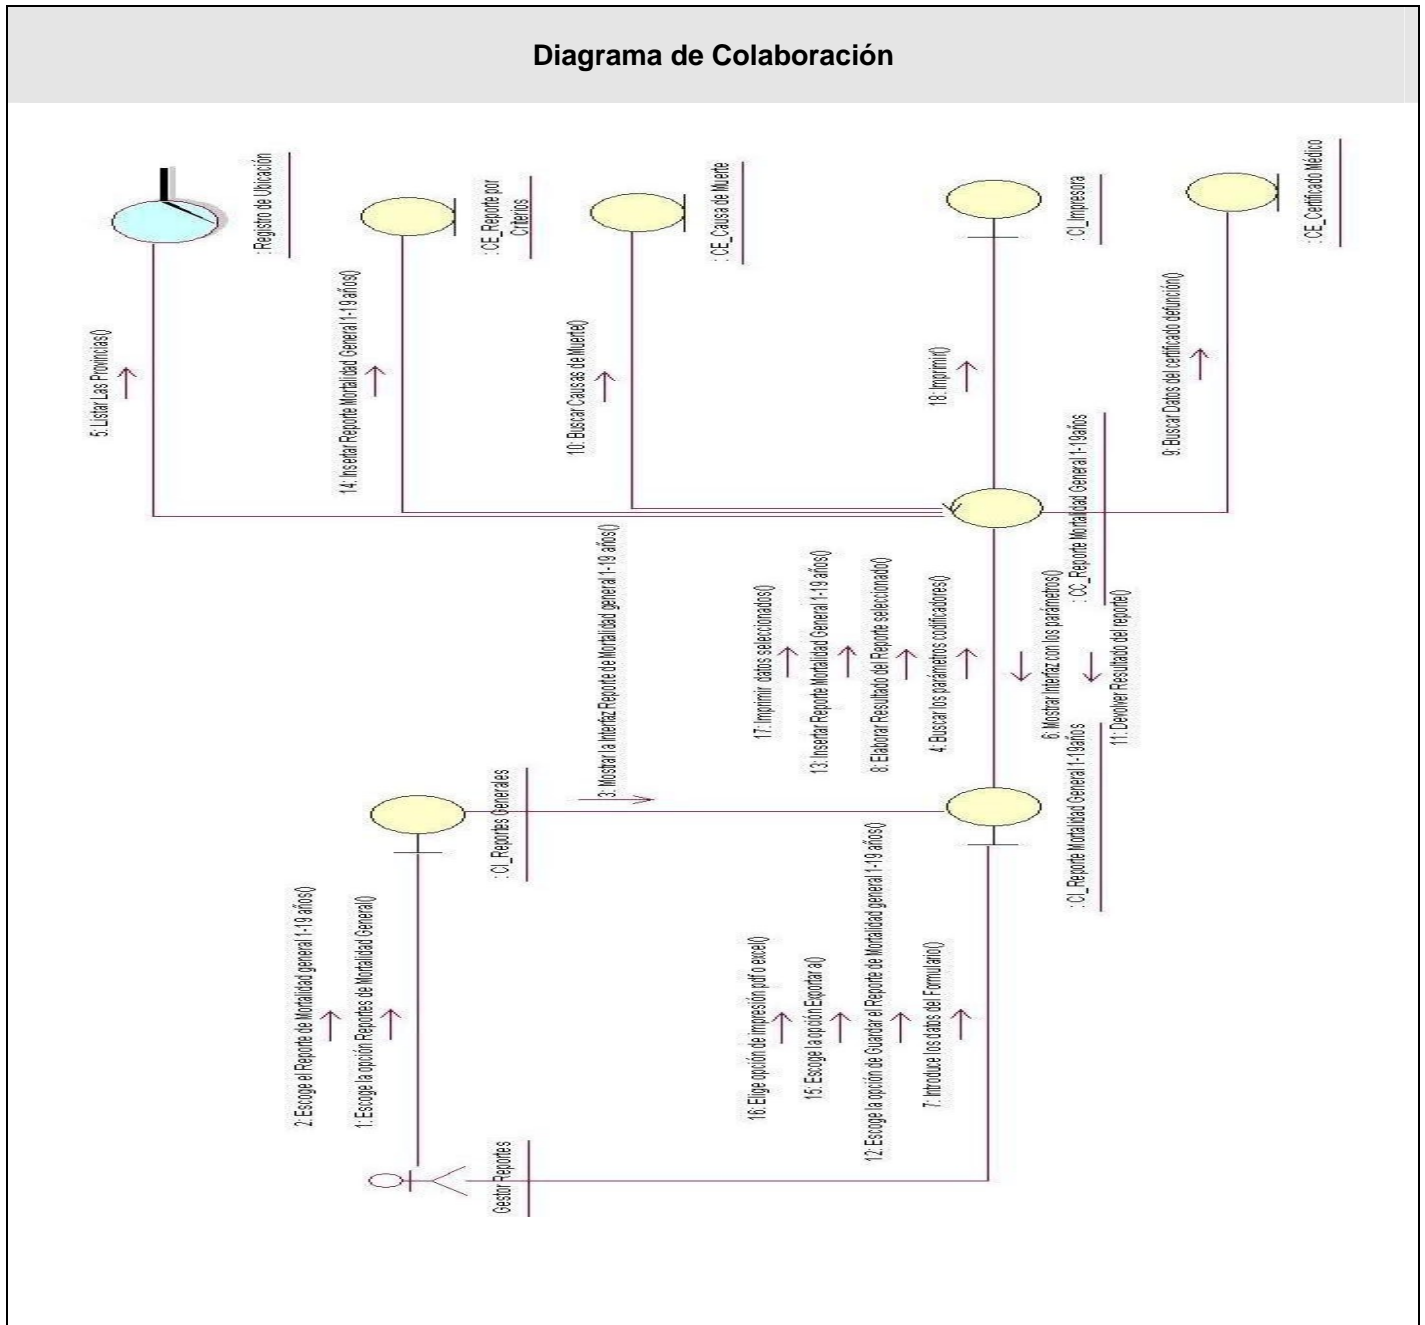 Diagrama de Colaboración
: Registro de Ubicación
: CE_Reporte por
Criterios
: CE_Causa de Muerte
: CI_Impresora
: CE_Certificado Médico
5: Listar Las Provincias()
14: Insertar Reporte Mortalidad General 1-19 años()
10: Buscar Causas de Muerte()
18: Imprimir()
9: Buscar Datos del certificado defunción()
: CC_Reporte Mortalidad General 1-19años
3: Mostrar la Interfaz Reporte de Mortalidad general 1-19 años()
17: Imprimir datos seleccionados()
13: Insertar Reporte Mortalidad General 1-19 años()
8: Elaborar Resultado del Reporte seleccionado()
4: Buscar los parámetros codificadores()
6: Mostrar Interfaz con los parámetros()
11: Devolver Resultado del reporte()
: CI_Reportes Generales
: CI_Reporte Mortalidad General 1-19años
2: Escoge el Reporte de Mortalidad general 1-19 años()
1: Escoge la opción Reportes de Mortalidad General()
16: Elige opción de impresión pdf o excel()
15: Escoge la opción Exportar a()
12: Escoge la opción de Guardar el Reporte de Mortalidad general 1-19 años()
7: Introduce los datos del Formulario()
Gestor Reportes